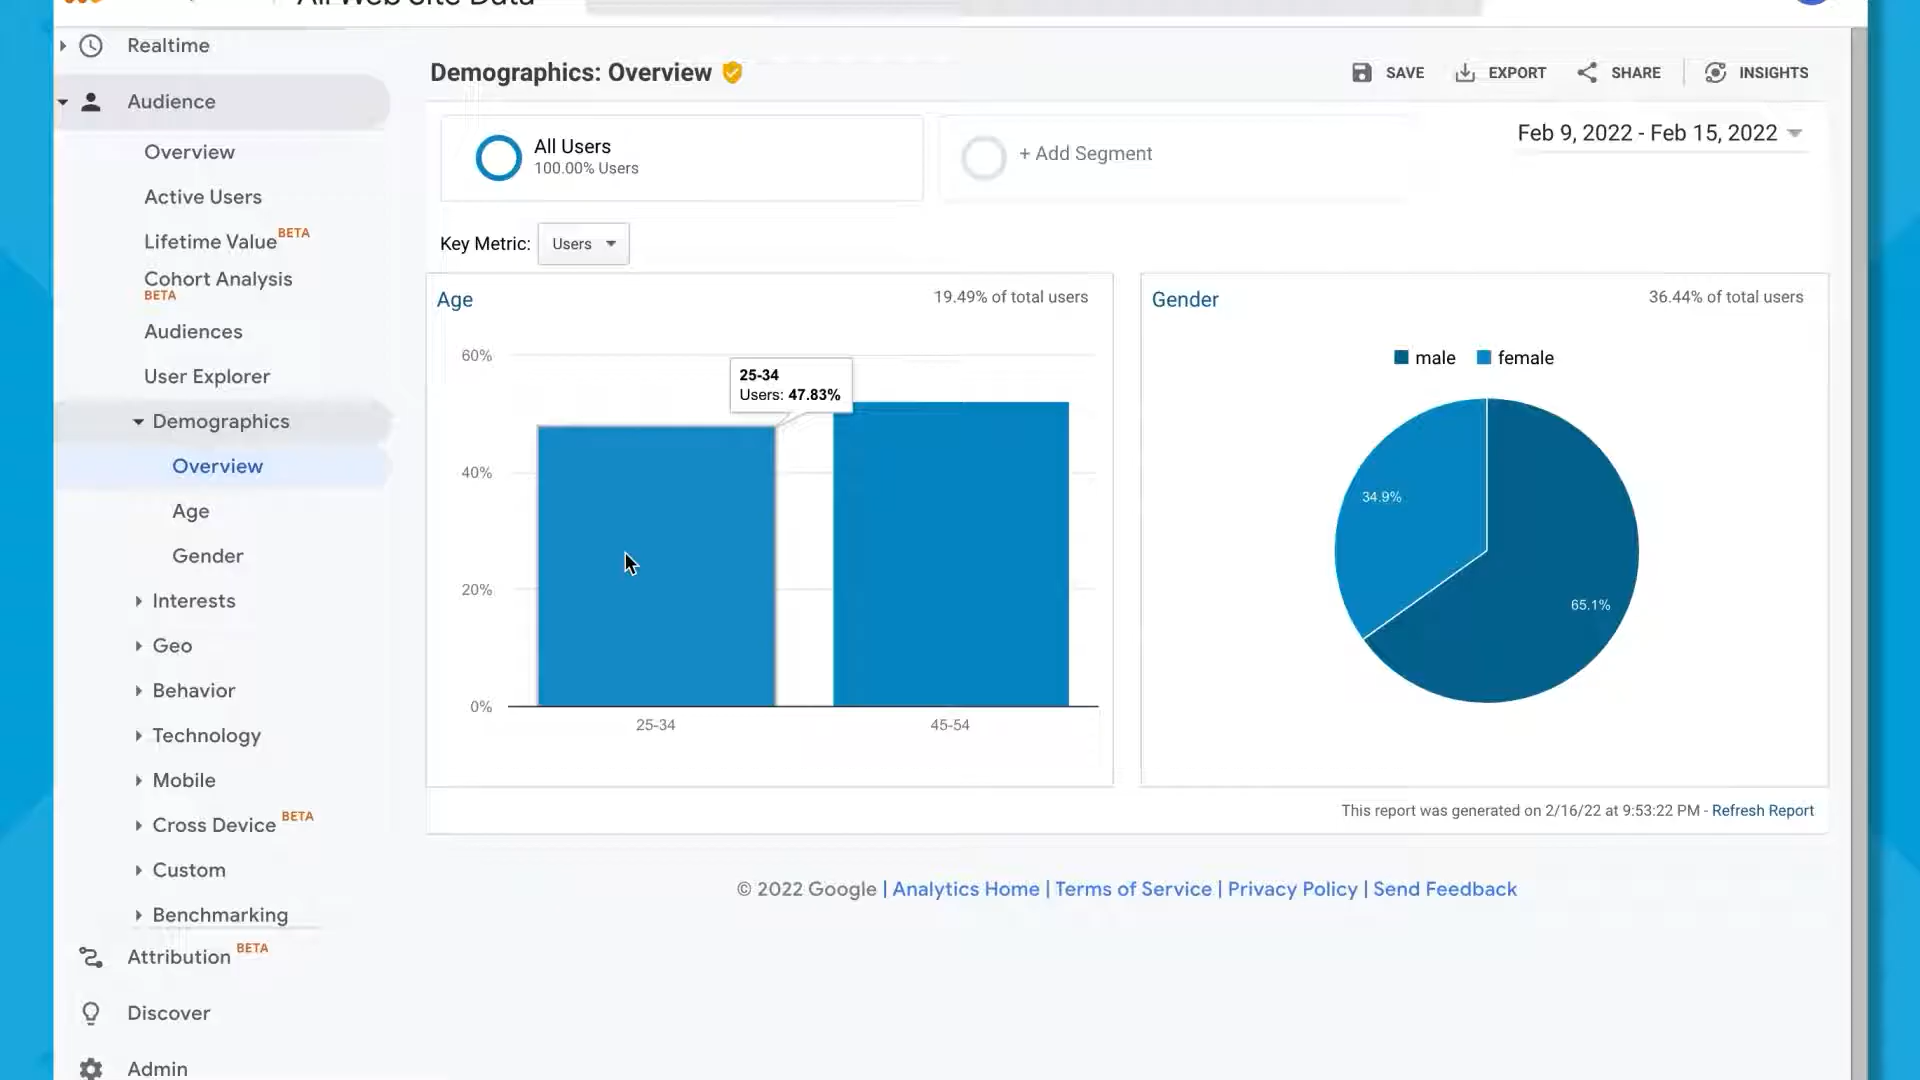 All Web Site Data
Realtime
Audience
Overview
Active Users
Lifetime Value BETA
Cohort Analysis
BETA
Audiences
User Explorer
Demographics
Overview
Age
Gender
Interests
Geo
Behavior
Technology
Mobile
Cross Device BETA
Custom
Benchmarking
Attribution BETA
Discover
Admin
Demographics: Overview
SAVE
EXPORT
SHARE
INSIGHTS
All Users
100.00% Users
+ Add Segment
Feb 9, 2022 - Feb 15, 2022
Key Metric:
Users
Age
19.49% of total users
60%
40%
20%
0%
25-34
Users: 47.83%
25-34
45-54
Gender
36.44% of total users
male
female
34.9%
65.1%
This report was generated on 2/16/22 at 9:53:22 PM - Refresh Report
© 2022 Google | Analytics Home | Terms of Service | Privacy Policy | Send Feedback